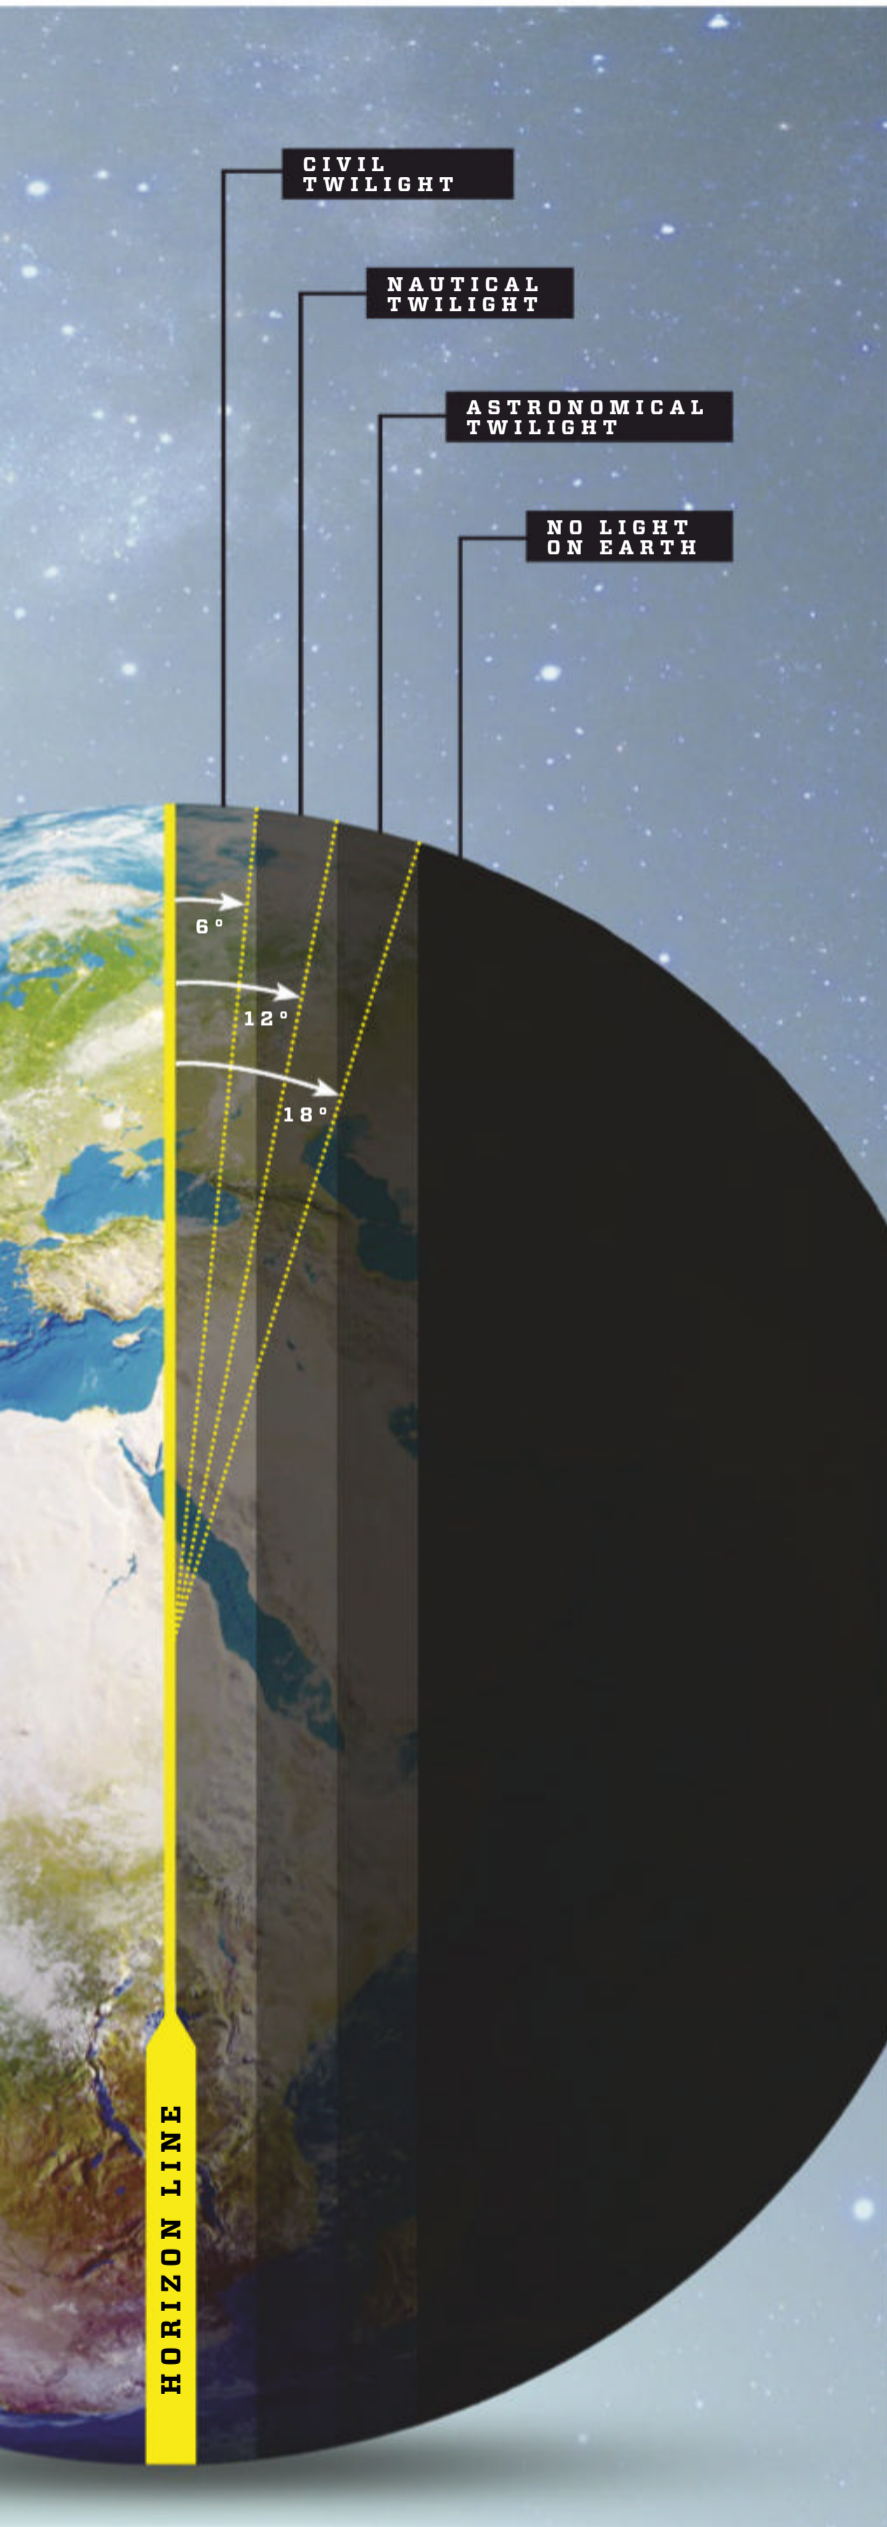 CIVIL
TWILIGHT
NAUTICAL
TWILIGHT
ASTRONOMICAL
TWILIGHT
NO LIGHT
ON EARTH
6°
12°
18°
HORIZON LINE